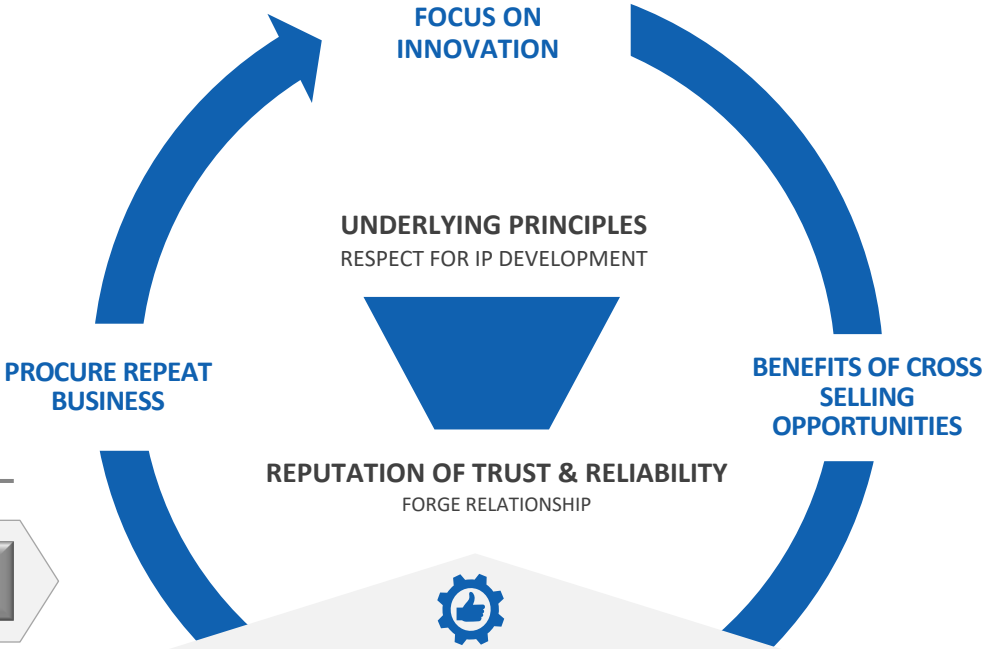 FOCUS ON
INNOVATION
UNDERLYING PRINCIPLES
RESPECT FOR IP DEVELOPMENT
PROCURE REPEAT
BUSINESS
BENEFITS OF CROSS
SELLING
OPPORTUNITIES
REPUTATION OF TRUST & RELIABILITY
FORGE RELATIONSHIP